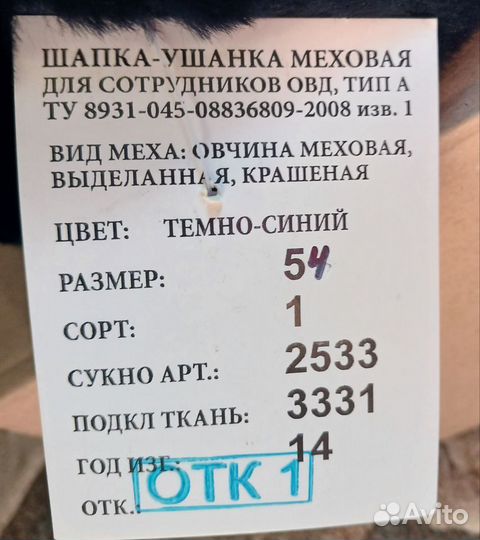 ШАПКА-УШАНКА МЕХОВАЯ
ДЛЯ СОТРУДНИКОВ ОВД, ТИП А
ТУ 8931-045-08836809-2008 изв. 1
ВИД МЕХА: ОВЧИНА МЕХОВАЯ,
ВЫДЕЛАННАЯ, КРАШЕНАЯ
ЦВЕТ: ТЕМНО-СИНИЙ
РАЗМЕР: 54
СОРТ: 1
СУКНО АРТ.: 2533
ПОДКЛ ТКАНЬ: 3331
ГОД ИЗГ.: 14
ОТК.: ОТК 1
Avito